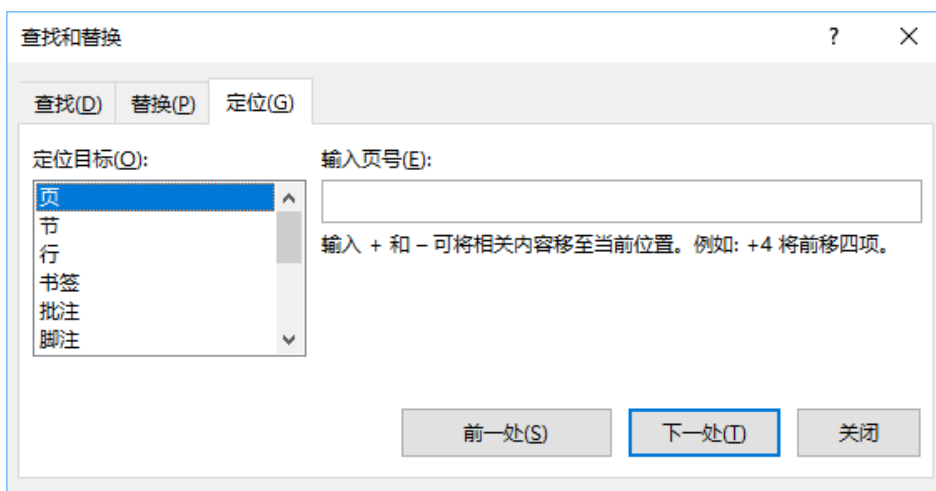 查找和替换
查找(D) 替换(P) 定位(G)
定位目标(O):
页
节
行
书签
批注
脚注
输入页号(E):
输入 + 和 – 可将相关内容移至当前位置。例如: +4 将前移四项。
前一处(S) 下一处(T) 关闭